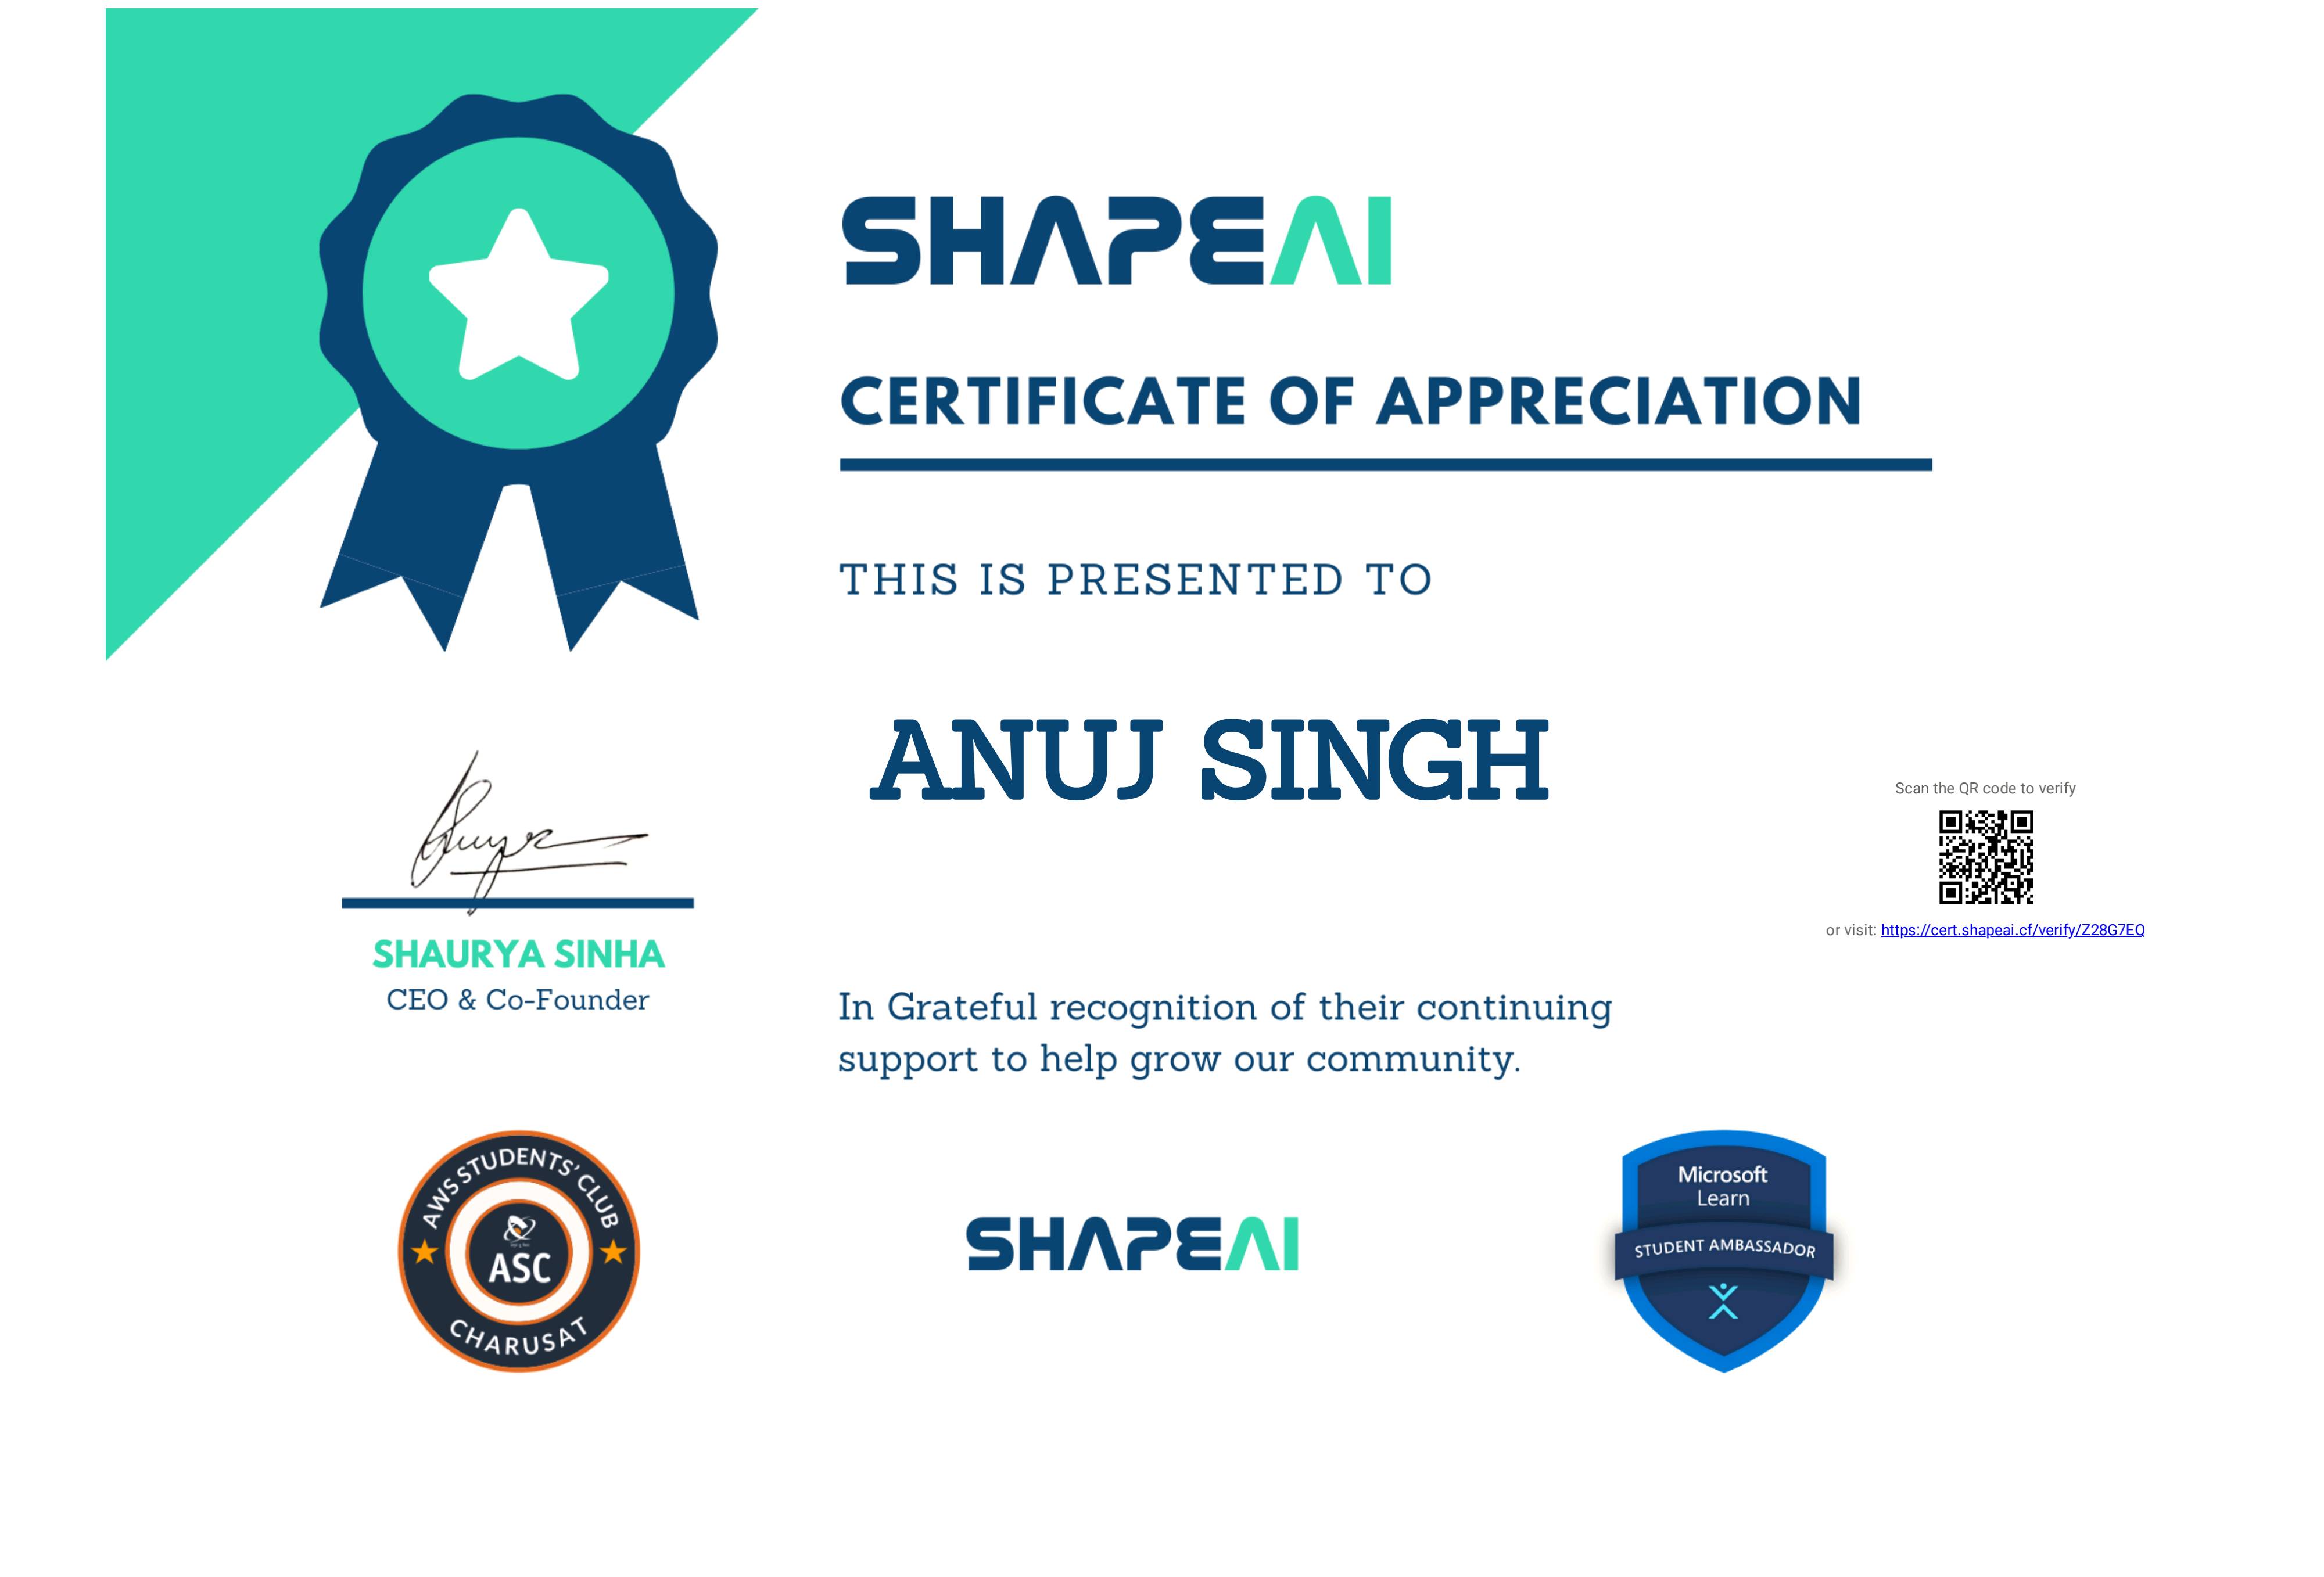 SHAPEAI
CERTIFICATE OF APPRECIATION
THIS IS PRESENTED TO
ANUJ SINGH
Scan the QR code to verify
or visit: https://cert.shapeai.cf/verify/Z28G7EQ
SHAURYA SINHA
CEO & Co-Founder
In Grateful recognition of their continuing
support to help grow our community.
AWS STUDENTS' CLUB
ASC
CHARUSAT
SHAPEAI
Microsoft
Learn
STUDENT AMBASSADOR